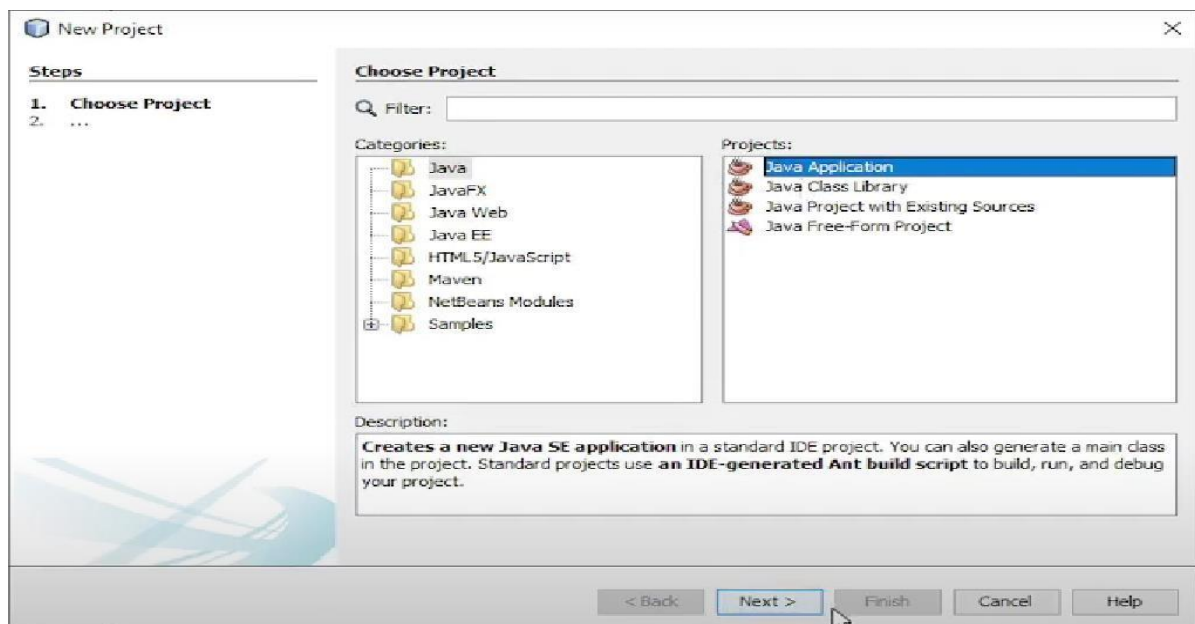 New Project
Steps
1. Choose Project
2. ...
Choose Project
Filter:
Categories:
Java
JavaFX
Java Web
Java EE
HTML5/JavaScript
Maven
NetBeans Modules
Samples
Projects:
Java Application
Java Class Library
Java Project with Existing Sources
Java Free-Form Project
Description:
Creates a new Java SE application in a standard IDE project. You can also generate a main class
in the project. Standard projects use an IDE-generated Ant build script to build, run, and debug
your project.
< Back
Next >
Finish
Cancel
Help